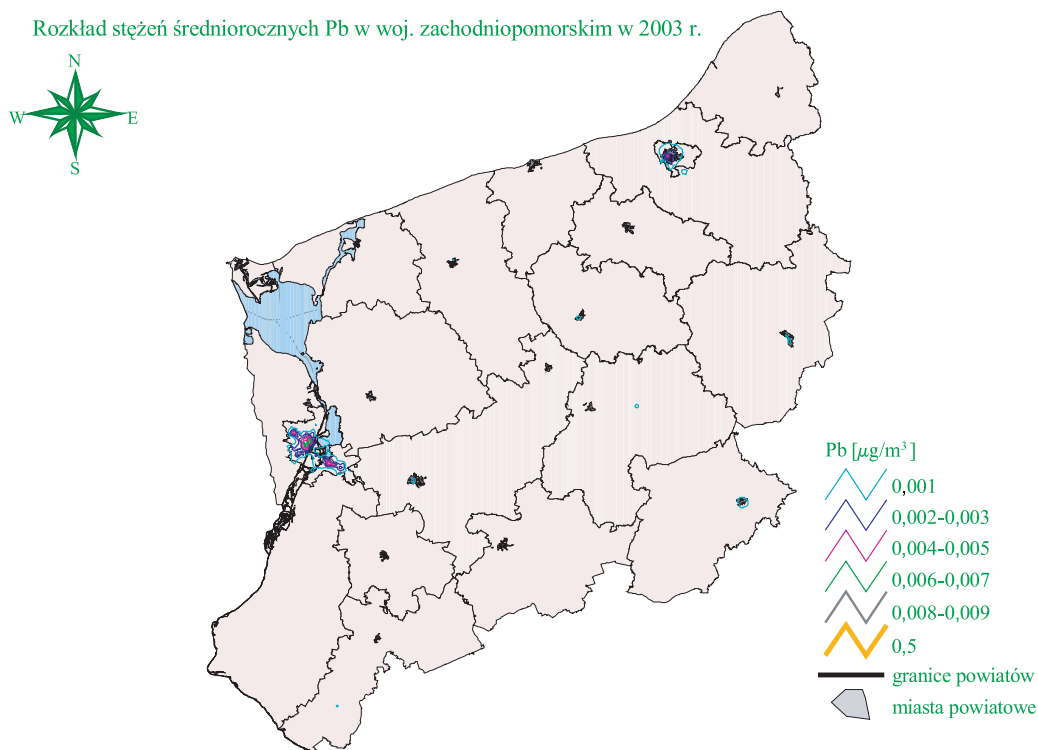 Rozkład stężeń średniorocznych Pb w woj. zachodniopomorskim w 2003 r.
N
W E
S
Pb [μg/m³]
0,001
0,002-0,003
0,004-0,005
0,006-0,007
0,008-0,009
0,5
granice powiatów
miasta powiatowe